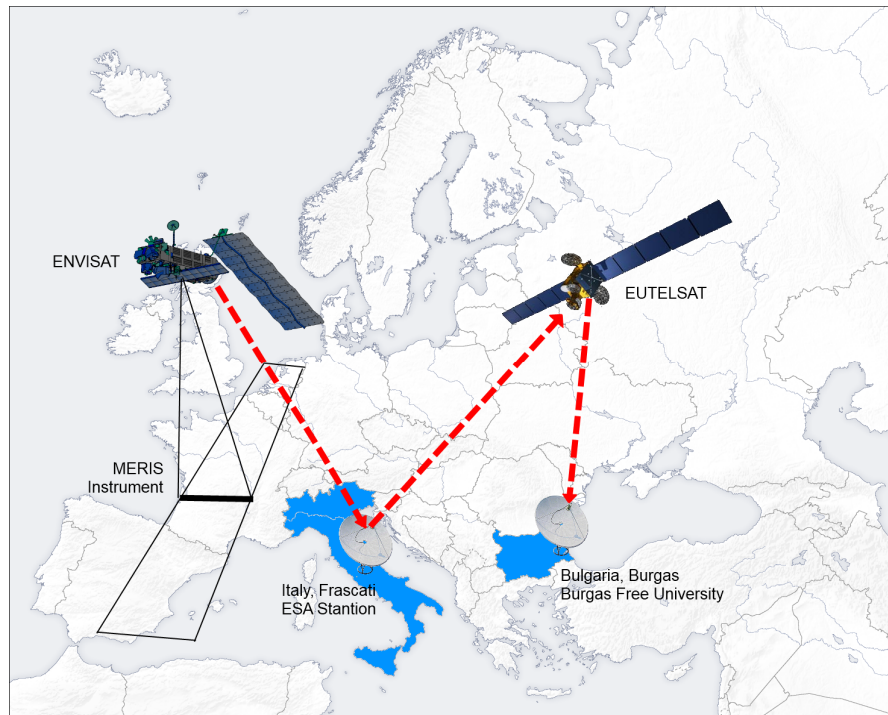 ENVISAT
EUTELSAT
MERIS
Instrument
Italy, Frascati
ESA Stantion
Bulgaria, Burgas
Burgas Free University